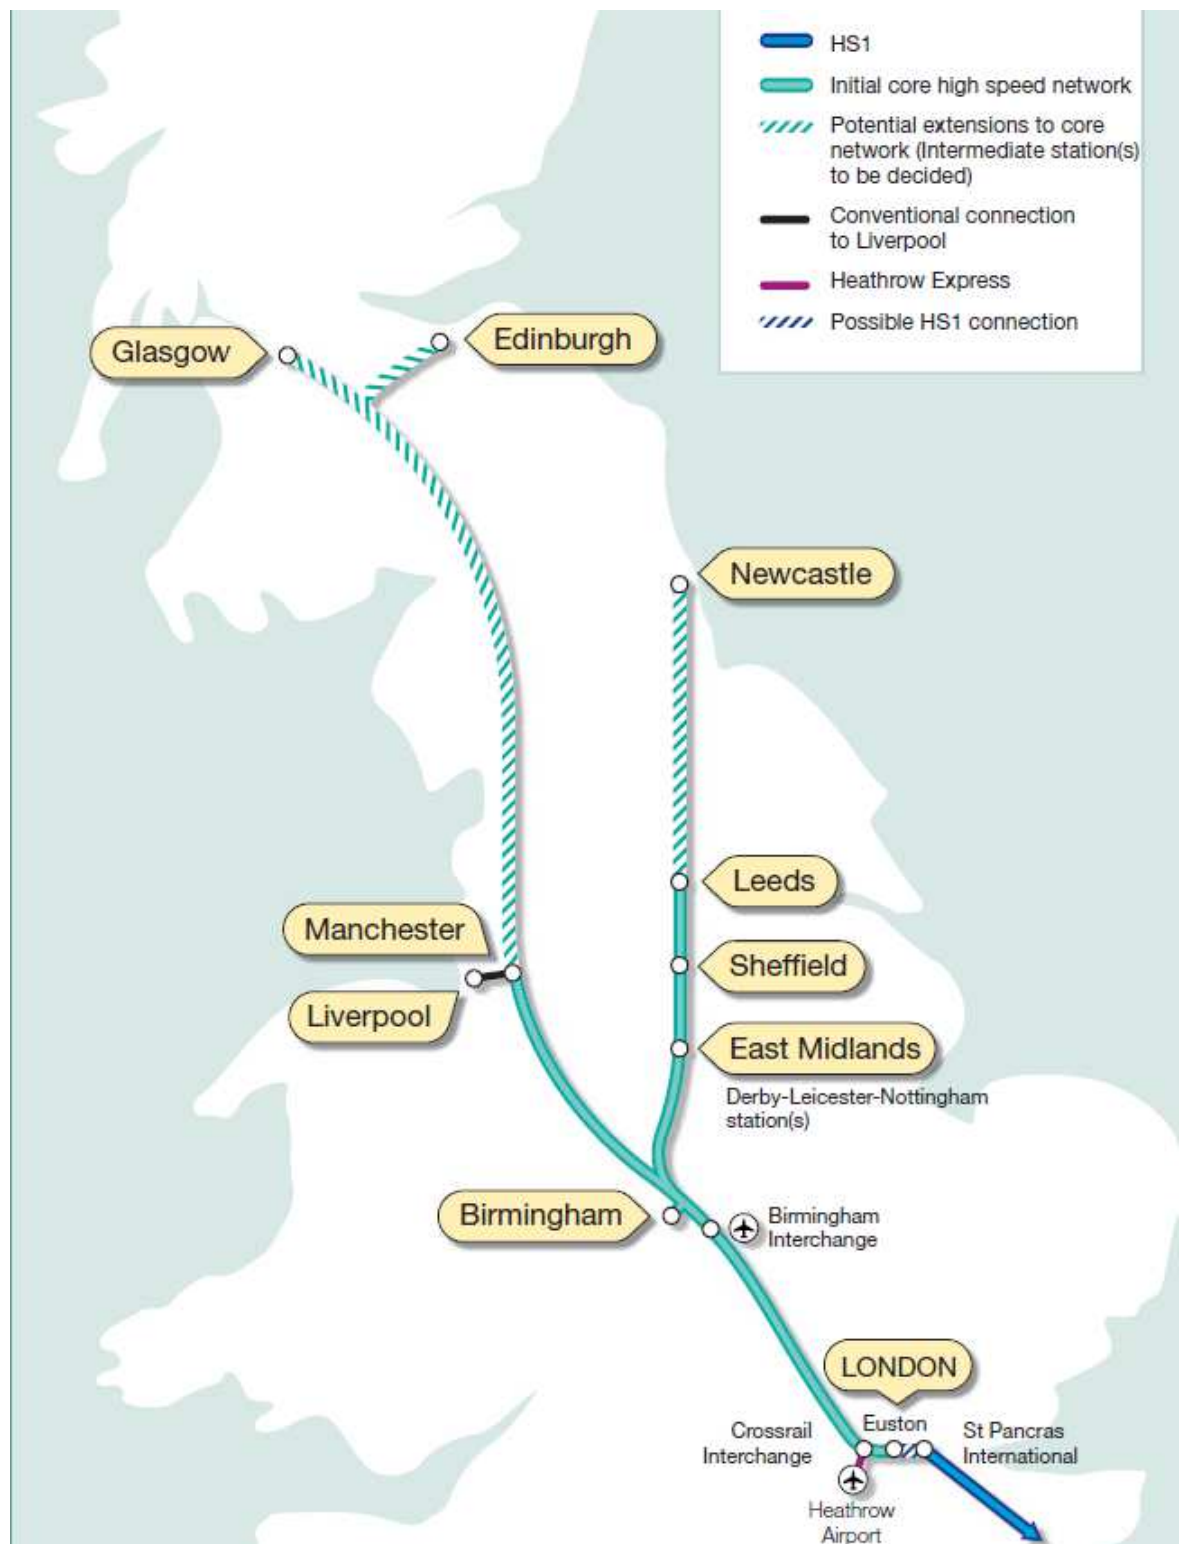 HS1
Initial core high speed network
Potential extensions to core
network (Intermediate station(s)
to be decided)
Conventional connection
to Liverpool
Heathrow Express
Possible HS1 connection
Glasgow
Edinburgh
Newcastle
Leeds
Manchester
Sheffield
Liverpool
East Midlands
Derby-Leicester-Nottingham
station(s)
Birmingham
Birmingham
Interchange
LONDON
Euston
Crossrail
Interchange
St Pancras
International
Heathrow
Airport